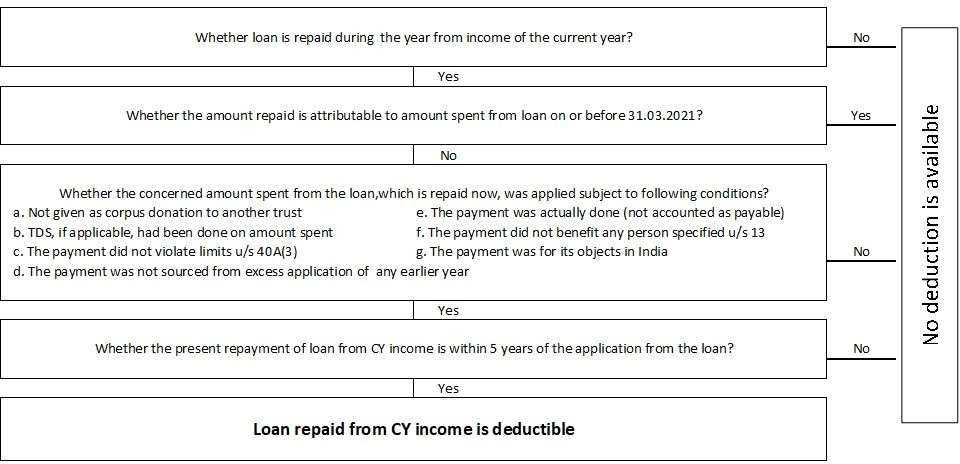 Whether loan is repaid during the year from income of the current year?
No
Yes
Whether the amount repaid is attributable to amount spent from loan on or before 31.03.2021?
Yes
No
Whether the concerned amount spent from the loan,which is repaid now, was applied subject to following conditions?
a. Not given as corpus donation to another trust
b. TDS, if applicable, had been done on amount spent
c. The payment did not violate limits u/s 40A(3)
d. The payment was not sourced from excess application of any earlier year
e. The payment was actually done (not accounted as payable)
f. The payment did not benefit any person specified u/s 13
g. The payment was for its objects in India
No
Yes
Whether the present repayment of loan from CY income is within 5 years of the application from the loan?
No
Yes
Loan repaid from CY income is deductible
No deduction is available